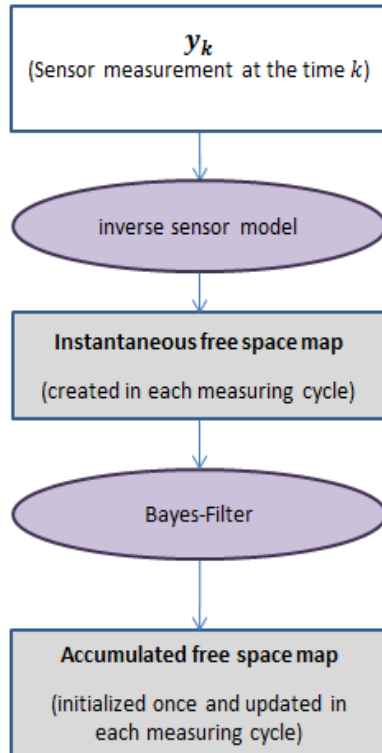 y_k
(Sensor measurement at the time k)
inverse sensor model
Instantaneous free space map
(created in each measuring cycle)
Bayes-Filter
Accumulated free space map
(initialized once and updated in
each measuring cycle)